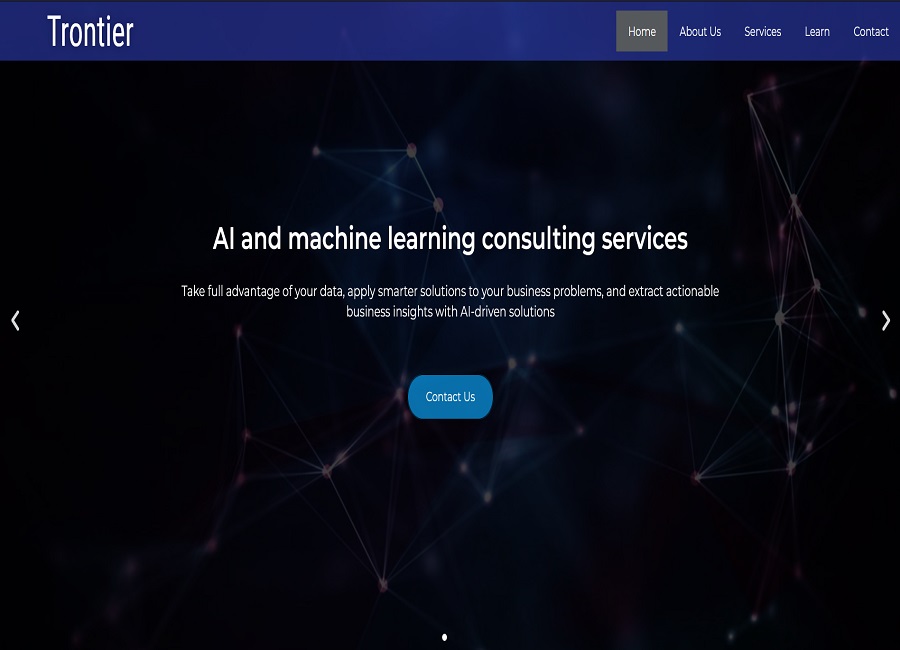 Trontier
Home
About Us
Services
Learn
Contact
AI and machine learning consulting services
Take full advantage of your data, apply smarter solutions to your business problems, and extract actionable
business insights with AI-driven solutions
Contact Us